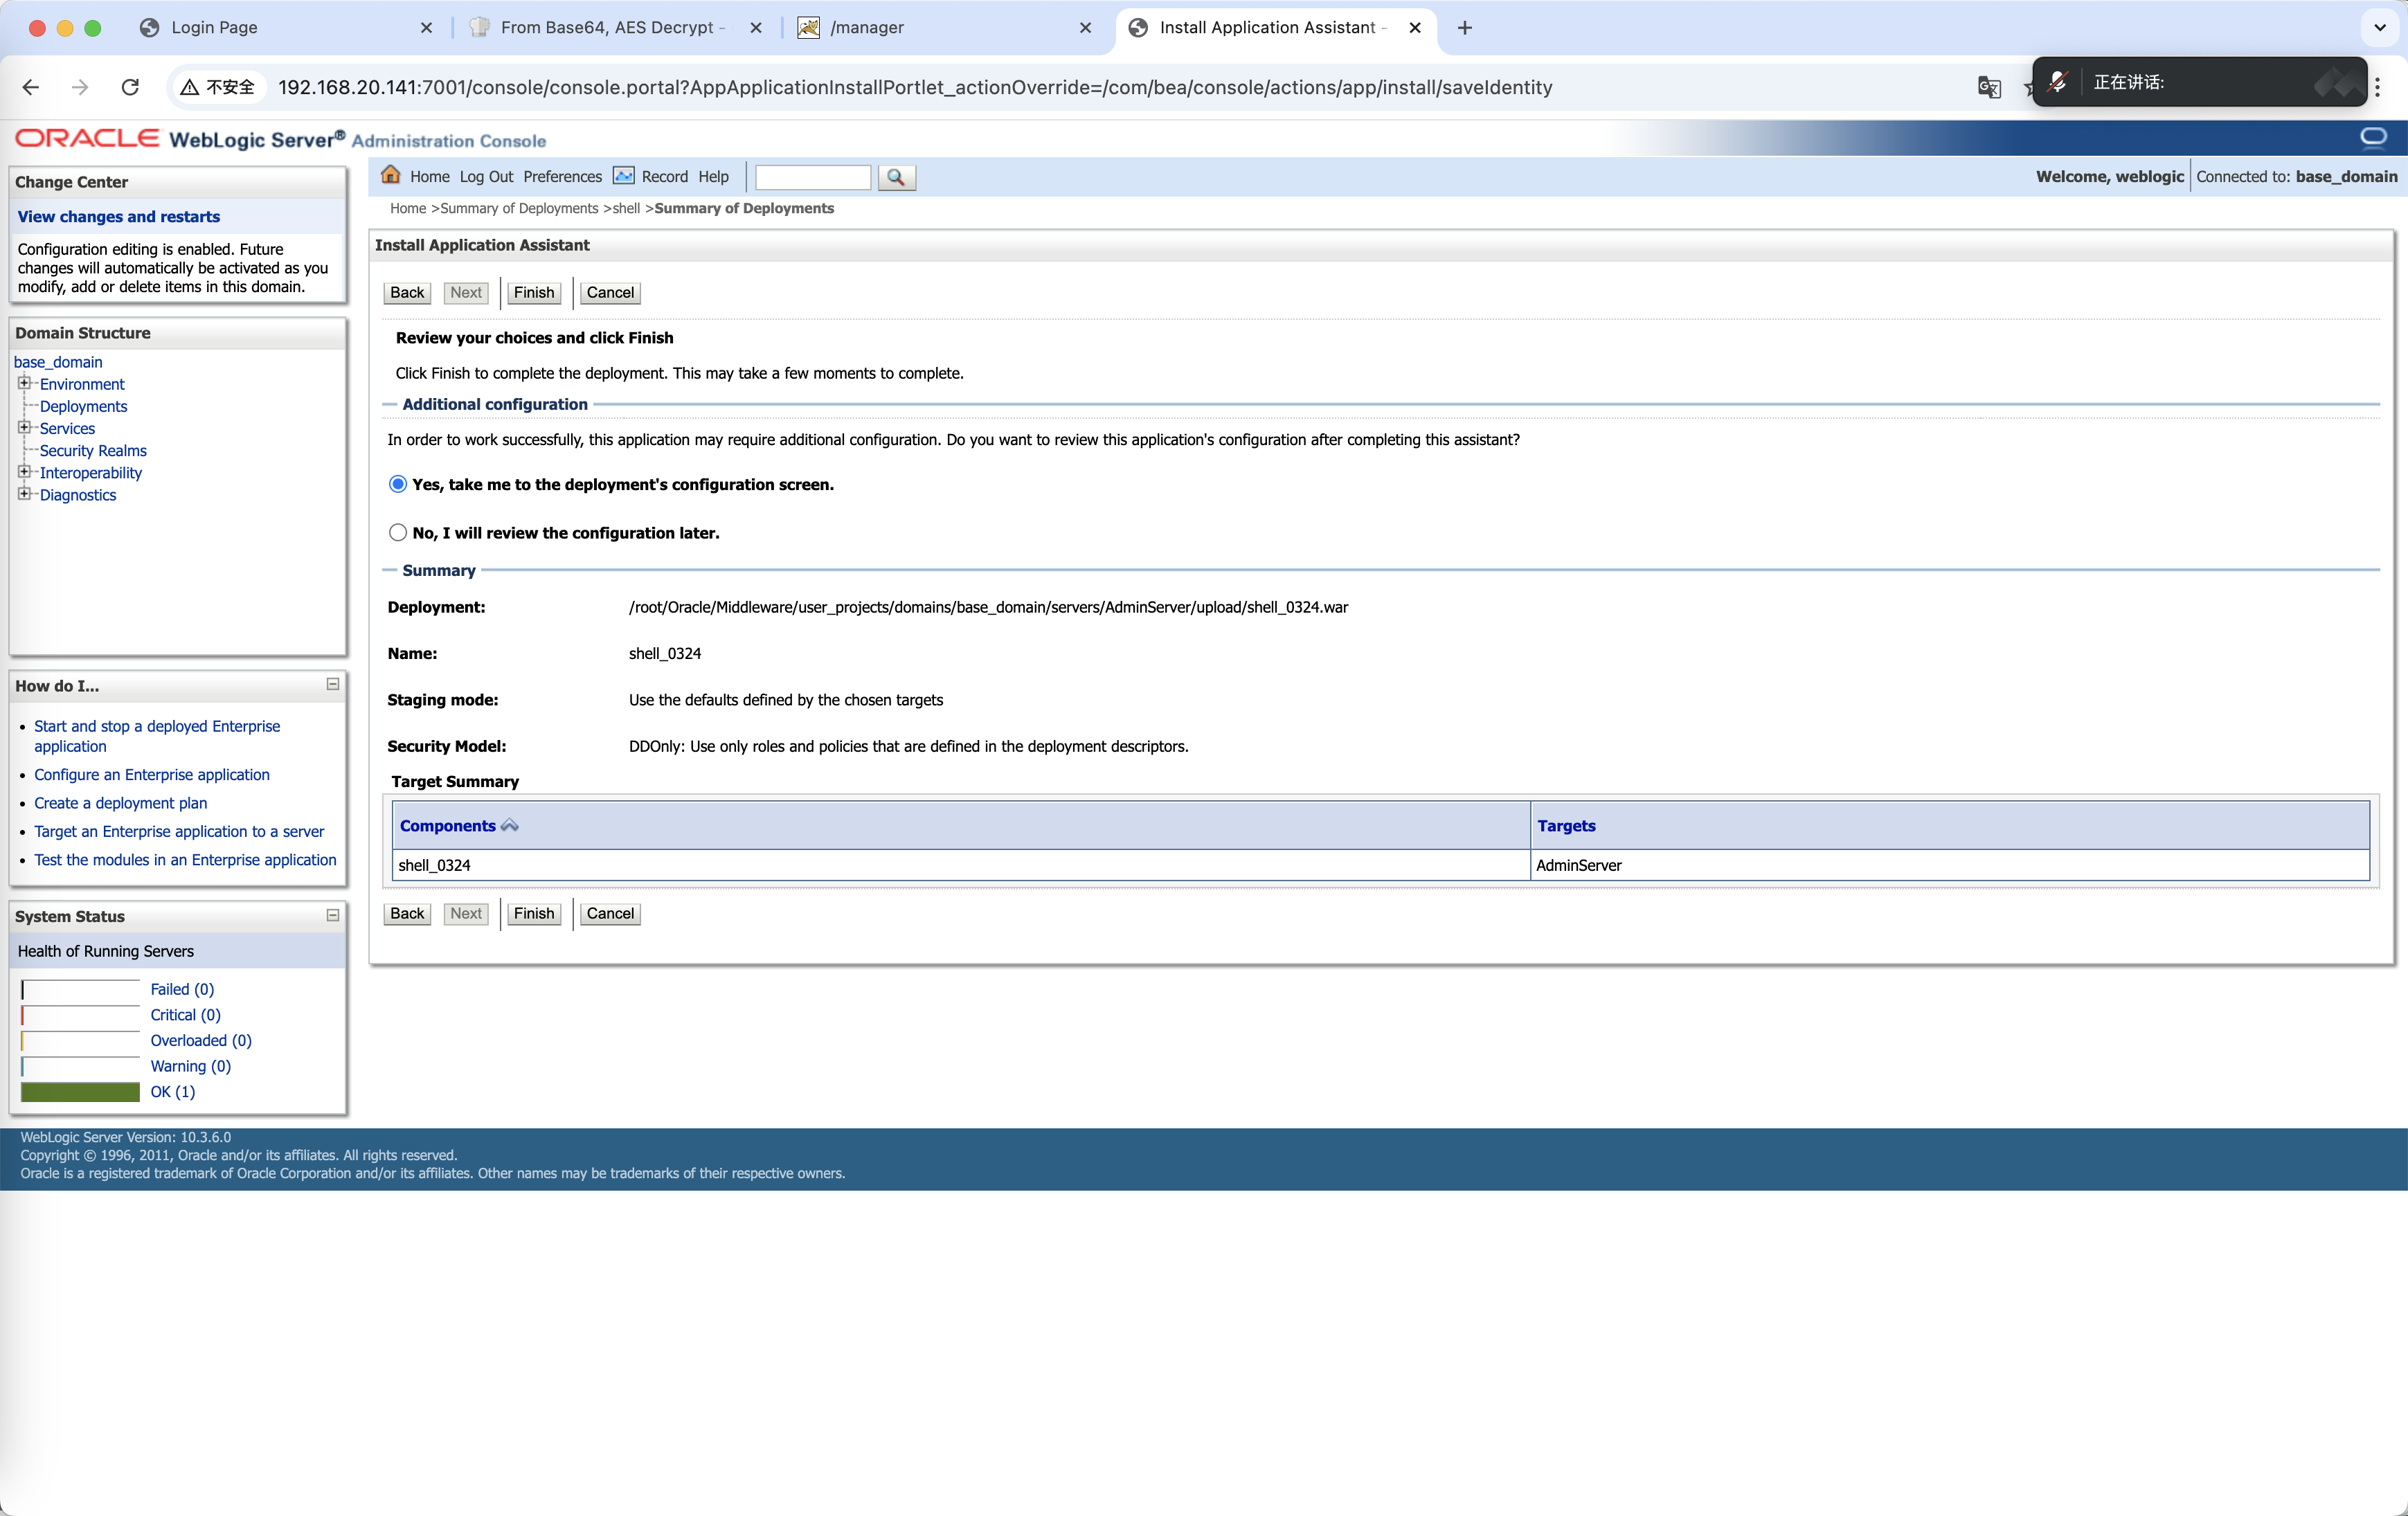 Login Page
From Base64, AES Decrypt -
/manager
Install Application Assistant -
不安全
192.168.20.141:7001/console/console.portal?AppApplicationInstallPortlet_actionOverride=/com/bea/console/actions/app/install/saveIdentity
正在讲话:
ORACLE WebLogic Server® Administration Console
Change Center
View changes and restarts
Configuration editing is enabled. Future
changes will automatically be activated as you
modify, add or delete items in this domain.
Domain Structure
base_domain
Environment
Deployments
Services
Security Realms
Interoperability
Diagnostics
How do I...
Start and stop a deployed Enterprise
application
Configure an Enterprise application
Create a deployment plan
Target an Enterprise application to a server
Test the modules in an Enterprise application
System Status
Health of Running Servers
Failed (0)
Critical (0)
Overloaded (0)
Warning (0)
OK (1)
Home Log Out Preferences Record Help
Welcome, weblogic Connected to: base_domain
Home >Summary of Deployments >shell >Summary of Deployments
Install Application Assistant
Back Next Finish Cancel
Review your choices and click Finish
Click Finish to complete the deployment. This may take a few moments to complete.
Additional configuration
In order to work successfully, this application may require additional configuration. Do you want to review this application's configuration after completing this assistant?
Yes, take me to the deployment's configuration screen.
No, I will review the configuration later.
Summary
Deployment: /root/Oracle/Middleware/user_projects/domains/base_domain/servers/AdminServer/upload/shell_0324.war
Name: shell_0324
Staging mode: Use the defaults defined by the chosen targets
Security Model: DDOnly: Use only roles and policies that are defined in the deployment descriptors.
Target Summary
Components Targets
shell_0324 AdminServer
Back Next Finish Cancel
WebLogic Server Version: 10.3.6.0
Copyright © 1996, 2011, Oracle and/or its affiliates. All rights reserved.
Oracle is a registered trademark of Oracle Corporation and/or its affiliates. Other names may be trademarks of their respective owners.